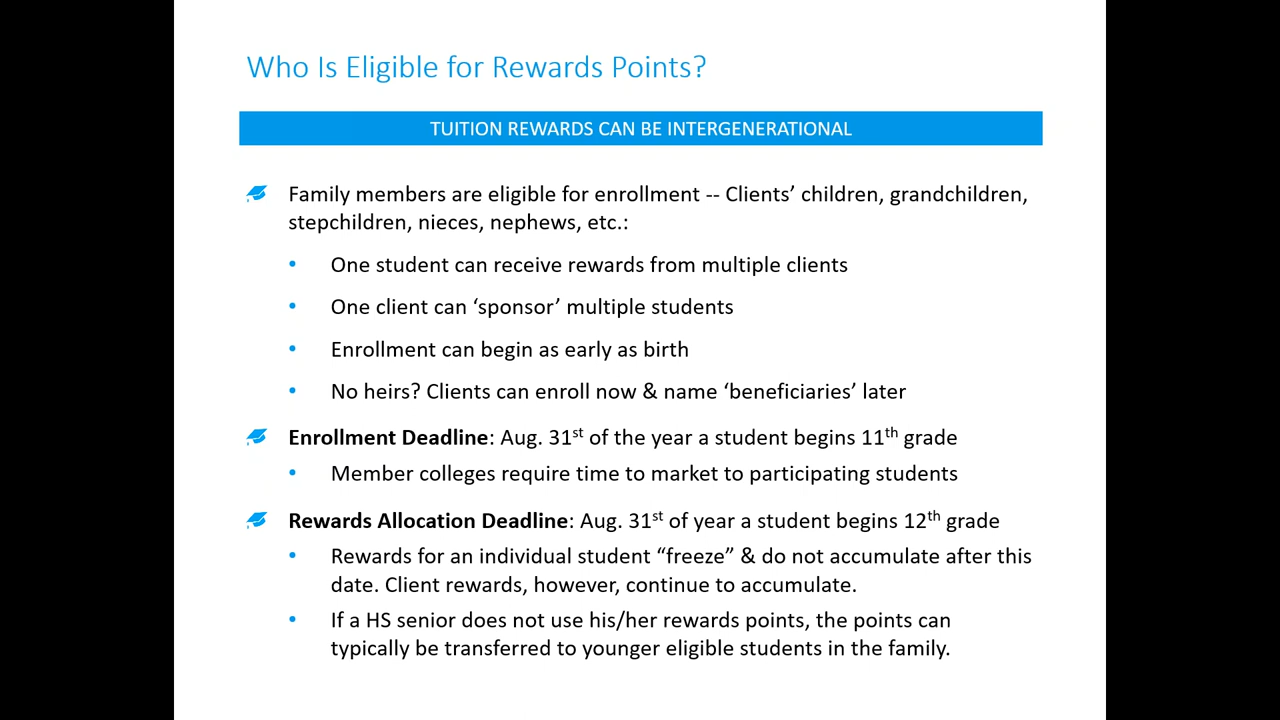 Who Is Eligible for Rewards Points?
TUITION REWARDS CAN BE INTERGENERATIONAL
Family members are eligible for enrollment -- Clients’ children, grandchildren,
stepchildren, nieces, nephews, etc.:
• One student can receive rewards from multiple clients
• One client can ‘sponsor’ multiple students
• Enrollment can begin as early as birth
• No heirs? Clients can enroll now & name ‘beneficiaries’ later
Enrollment Deadline: Aug. 31st of the year a student begins 11th grade
• Member colleges require time to market to participating students
Rewards Allocation Deadline: Aug. 31st of year a student begins 12th grade
• Rewards for an individual student “freeze” & do not accumulate after this
date. Client rewards, however, continue to accumulate.
• If a HS senior does not use his/her rewards points, the points can
typically be transferred to younger eligible students in the family.